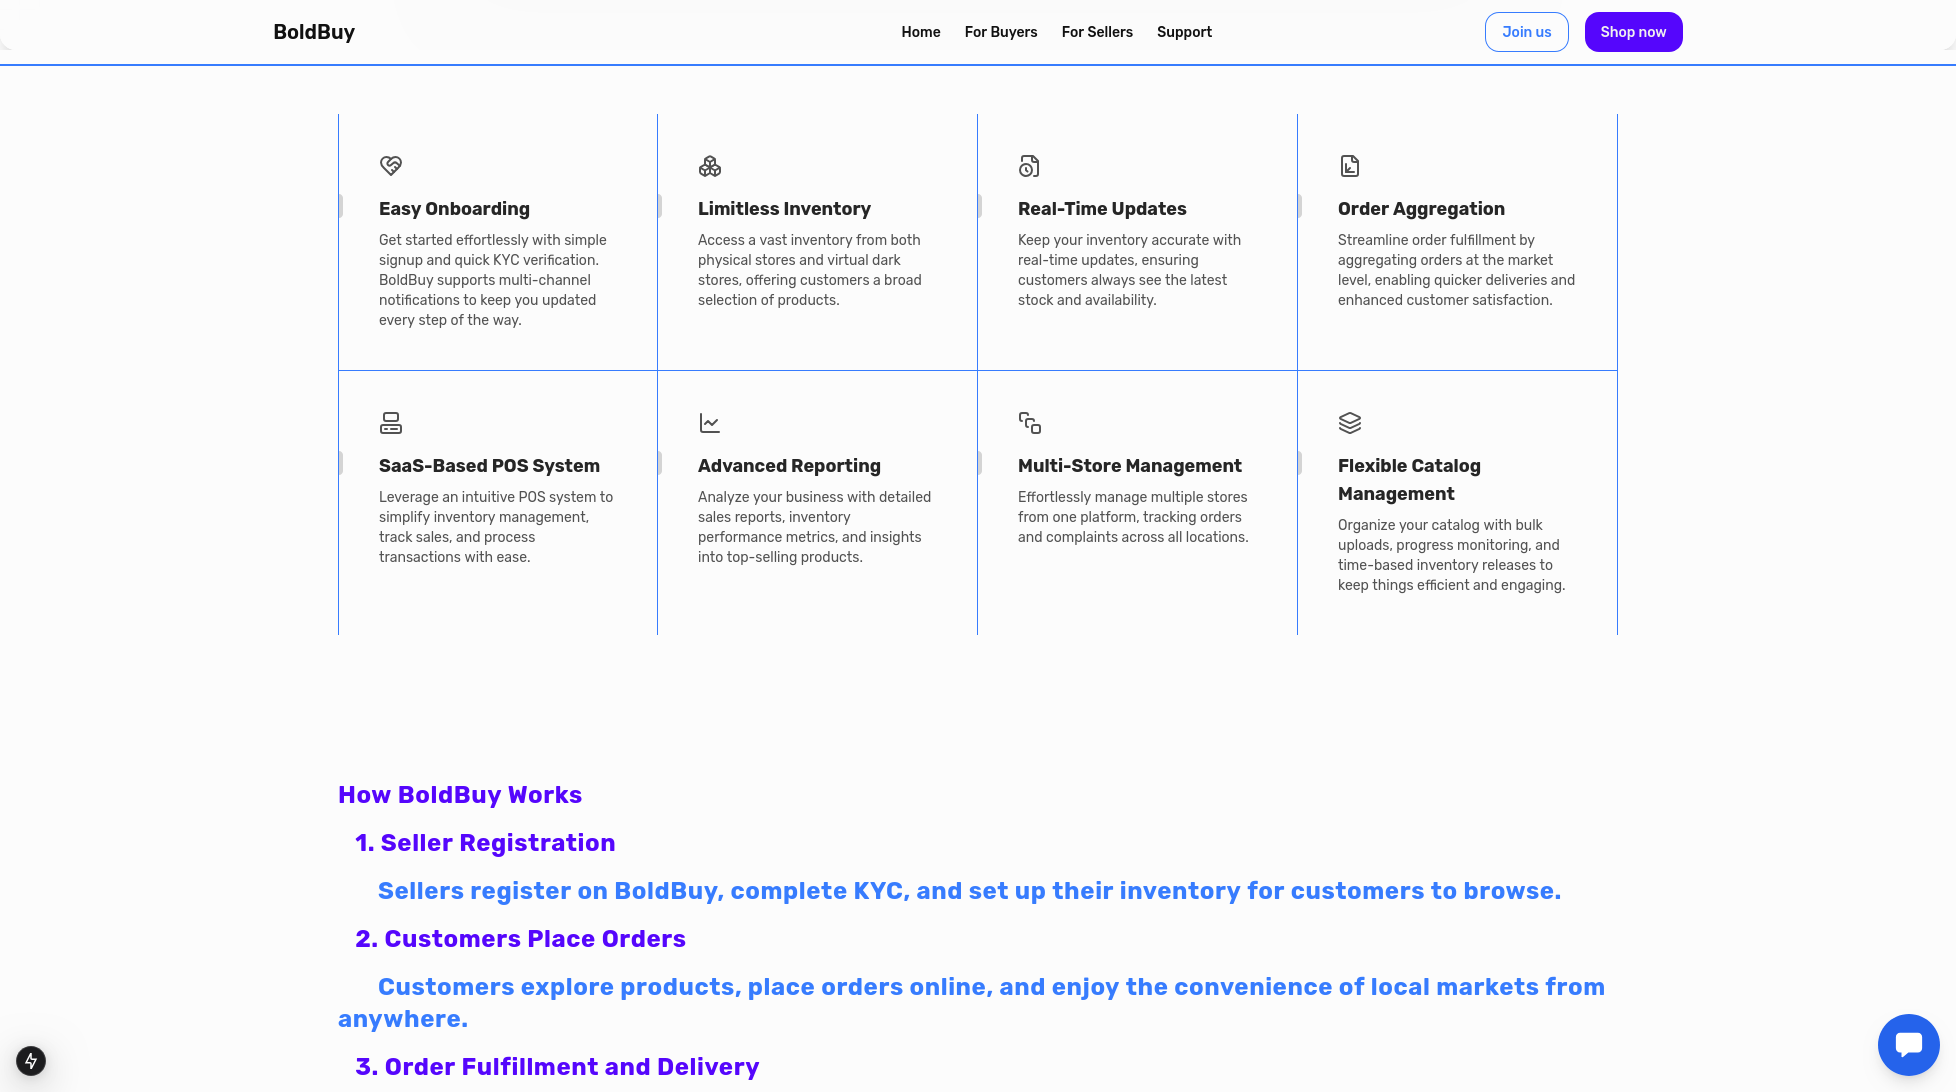 BoldBuy
Home
For Buyers
For Sellers
Support
Join us
Shop now
Easy Onboarding
Get started effortlessly with simple
signup and quick KYC verification.
BoldBuy supports multi-channel
notifications to keep you updated
every step of the way.
Limitless Inventory
Access a vast inventory from both
physical stores and virtual dark
stores, offering customers a broad
selection of products.
Real-Time Updates
Keep your inventory accurate with
real-time updates, ensuring
customers always see the latest
stock and availability.
Order Aggregation
Streamline order fulfillment by
aggregating orders at the market
level, enabling quicker deliveries and
enhanced customer satisfaction.
SaaS-Based POS System
Leverage an intuitive POS system to
simplify inventory management,
track sales, and process
transactions with ease.
Advanced Reporting
Analyze your business with detailed
sales reports, inventory
performance metrics, and insights
into top-selling products.
Multi-Store Management
Effortlessly manage multiple stores
from one platform, tracking orders
and complaints across all locations.
Flexible Catalog
Management
Organize your catalog with bulk
uploads, progress monitoring, and
time-based inventory releases to
keep things efficient and engaging.
How BoldBuy Works
1. Seller Registration
Sellers register on BoldBuy, complete KYC, and set up their inventory for customers to browse.
2. Customers Place Orders
Customers explore products, place orders online, and enjoy the convenience of local markets from
anywhere.
3. Order Fulfillment and Delivery